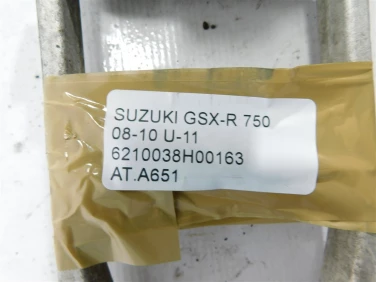 SUZUKI GSX-R 750
08-10 U-11
6210038H00163
AT.A651